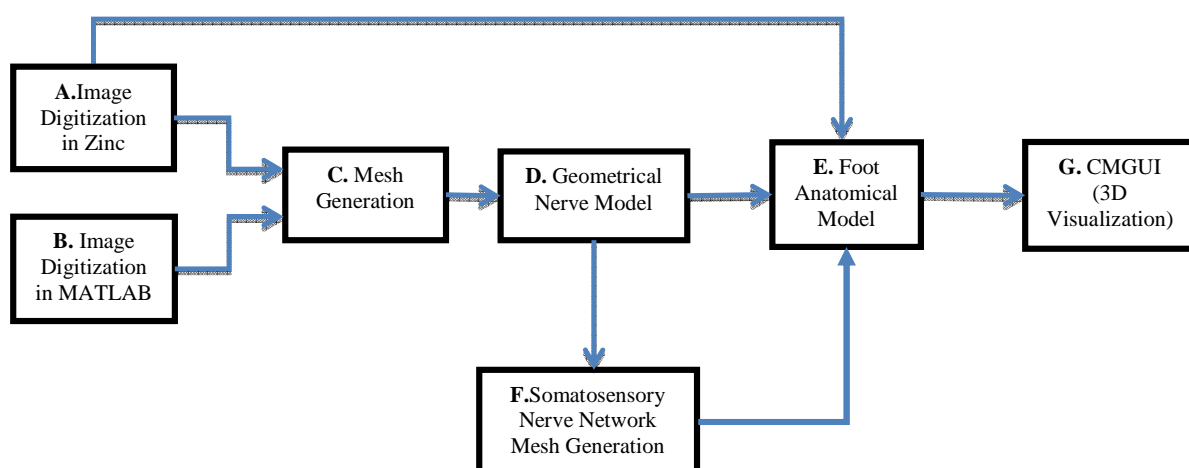 A.Image
Digitization
in Zinc
B. Image
Digitization
in MATLAB
C. Mesh
Generation
D. Geometrical
Nerve Model
E. Foot
Anatomical
Model
G. CMGUI
(3D
Visualization)
F.Somatosensory
Nerve Network
Mesh Generation